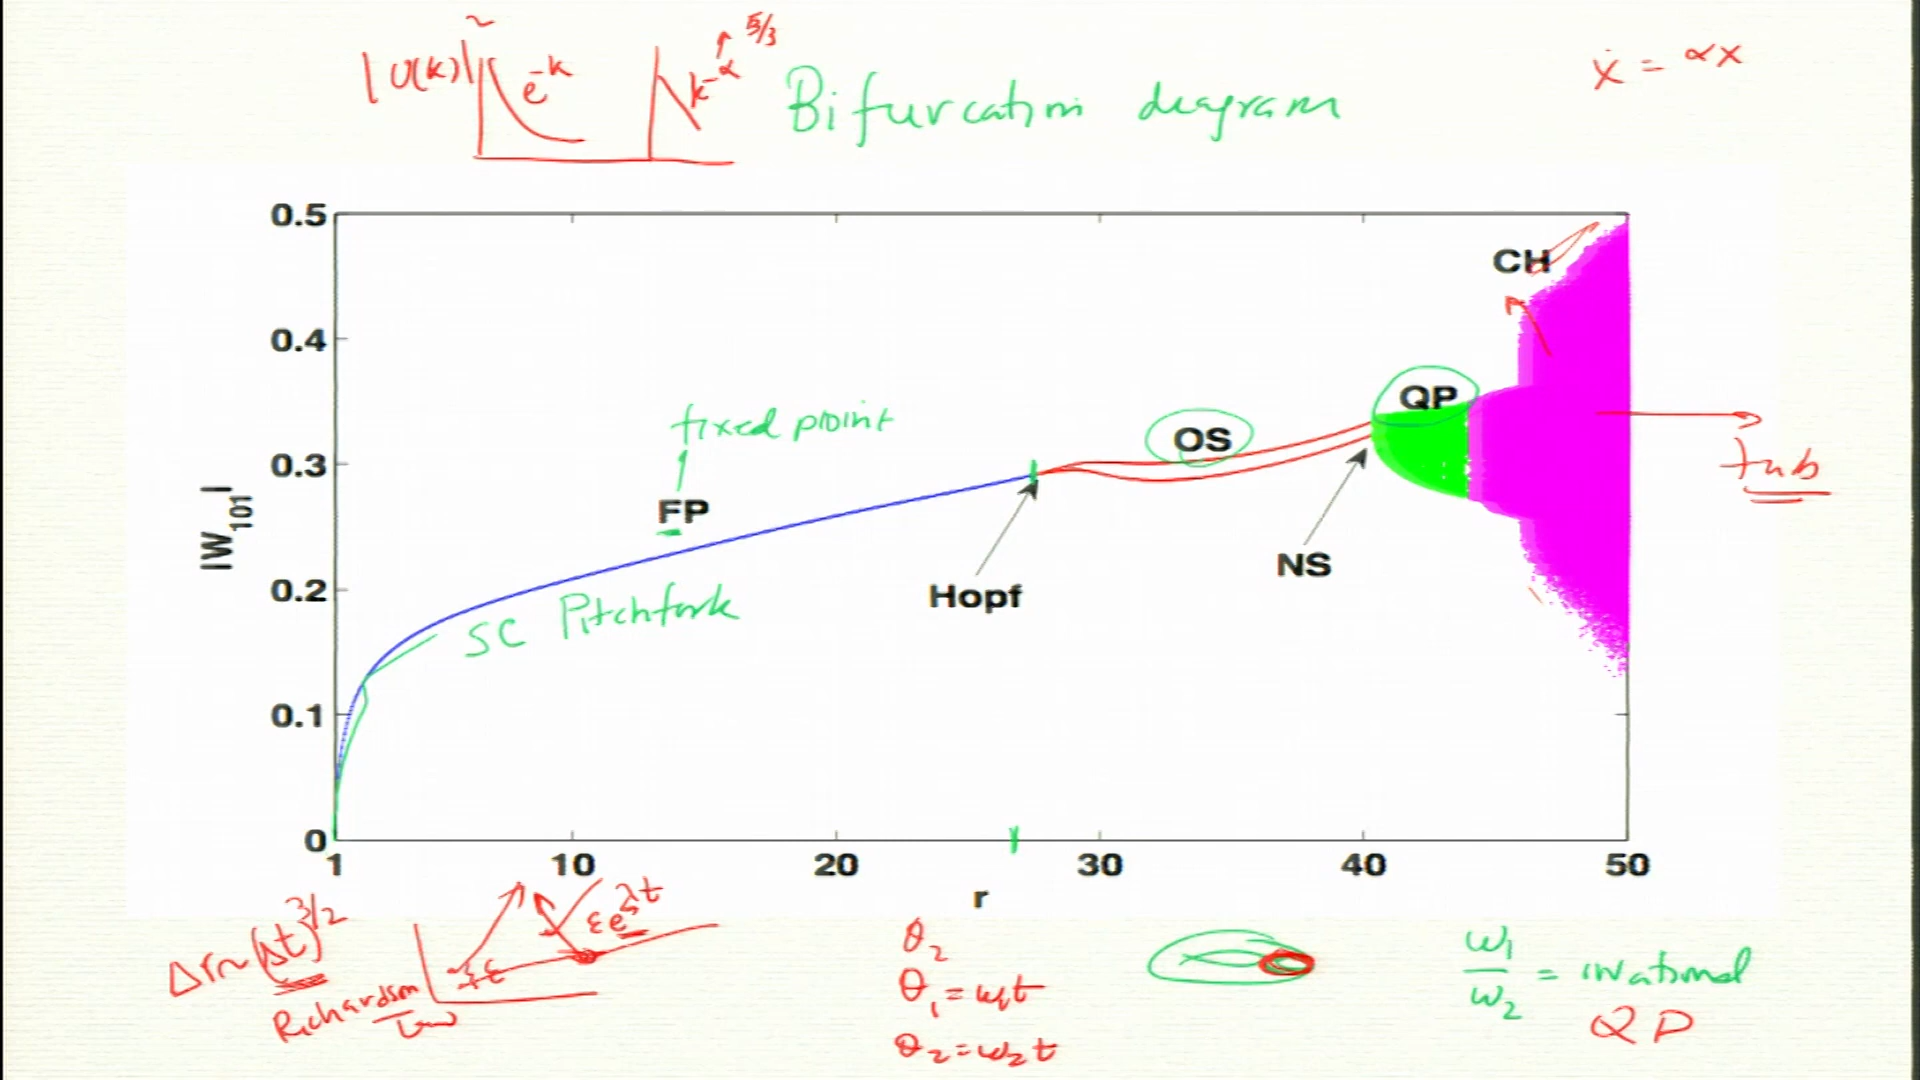 |U(k)|
e^-k
k^-α
5/3
ẋ = αx
Bifurcation diagram
0.5
0.4
0.3
0.2
0.1
0
|W101|
CH
QP
OS
fixed point
FP
SC Pitchfork
Hopf
NS
turb
1
10
20
30
40
50
r
Δr~(Δt)^3/2
Richardson
Law
ε
εe^λt
θ2
θ1 = ω1t
θ2 = ω2t
ω1/ω2 = irrational
QP